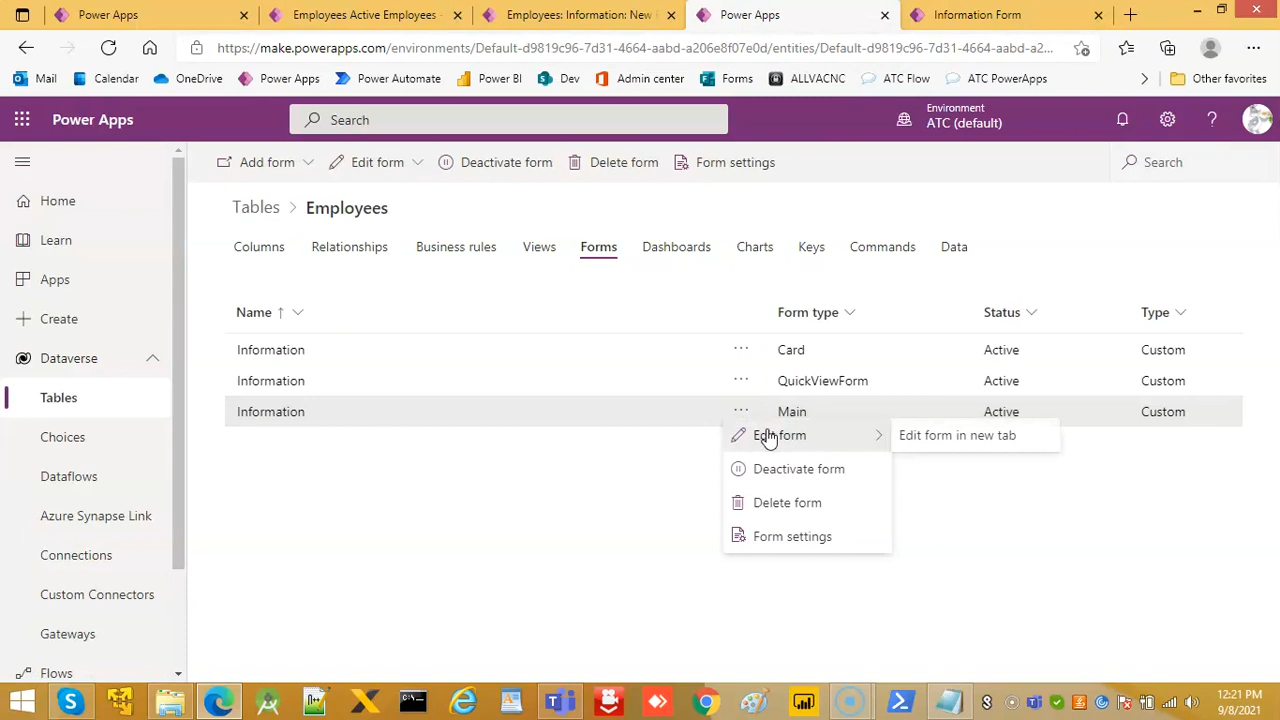 Power Apps
Employees Active Employees -
Employees: Information: New F
Power Apps
Information Form
https://make.powerapps.com/environments/Default-d9819c96-7d31-4664-aabd-a206e8f07e0d/entities/Default-d9819c96-7d31-4664-aabd-a2...
Mail
Calendar
OneDrive
Power Apps
Power Automate
Power BI
Dev
Admin center
Forms
ALLVACNC
ATC Flow
ATC PowerApps
Other favorites
Power Apps
Search
Environment
ATC (default)
Add form
Edit form
Deactivate form
Delete form
Form settings
Search
Home
Learn
Apps
Create
Dataverse
Tables
Choices
Dataflows
Azure Synapse Link
Connections
Custom Connectors
Gateways
Flows
Tables > Employees
Columns
Relationships
Business rules
Views
Forms
Dashboards
Charts
Keys
Commands
Data
Name ↑ Form type Status Type
Information ··· Card Active Custom
Information ··· QuickViewForm Active Custom
Information ··· Main Active Custom
Edit form
Edit form in new tab
Deactivate form
Delete form
Form settings
12:21 PM
9/8/2021